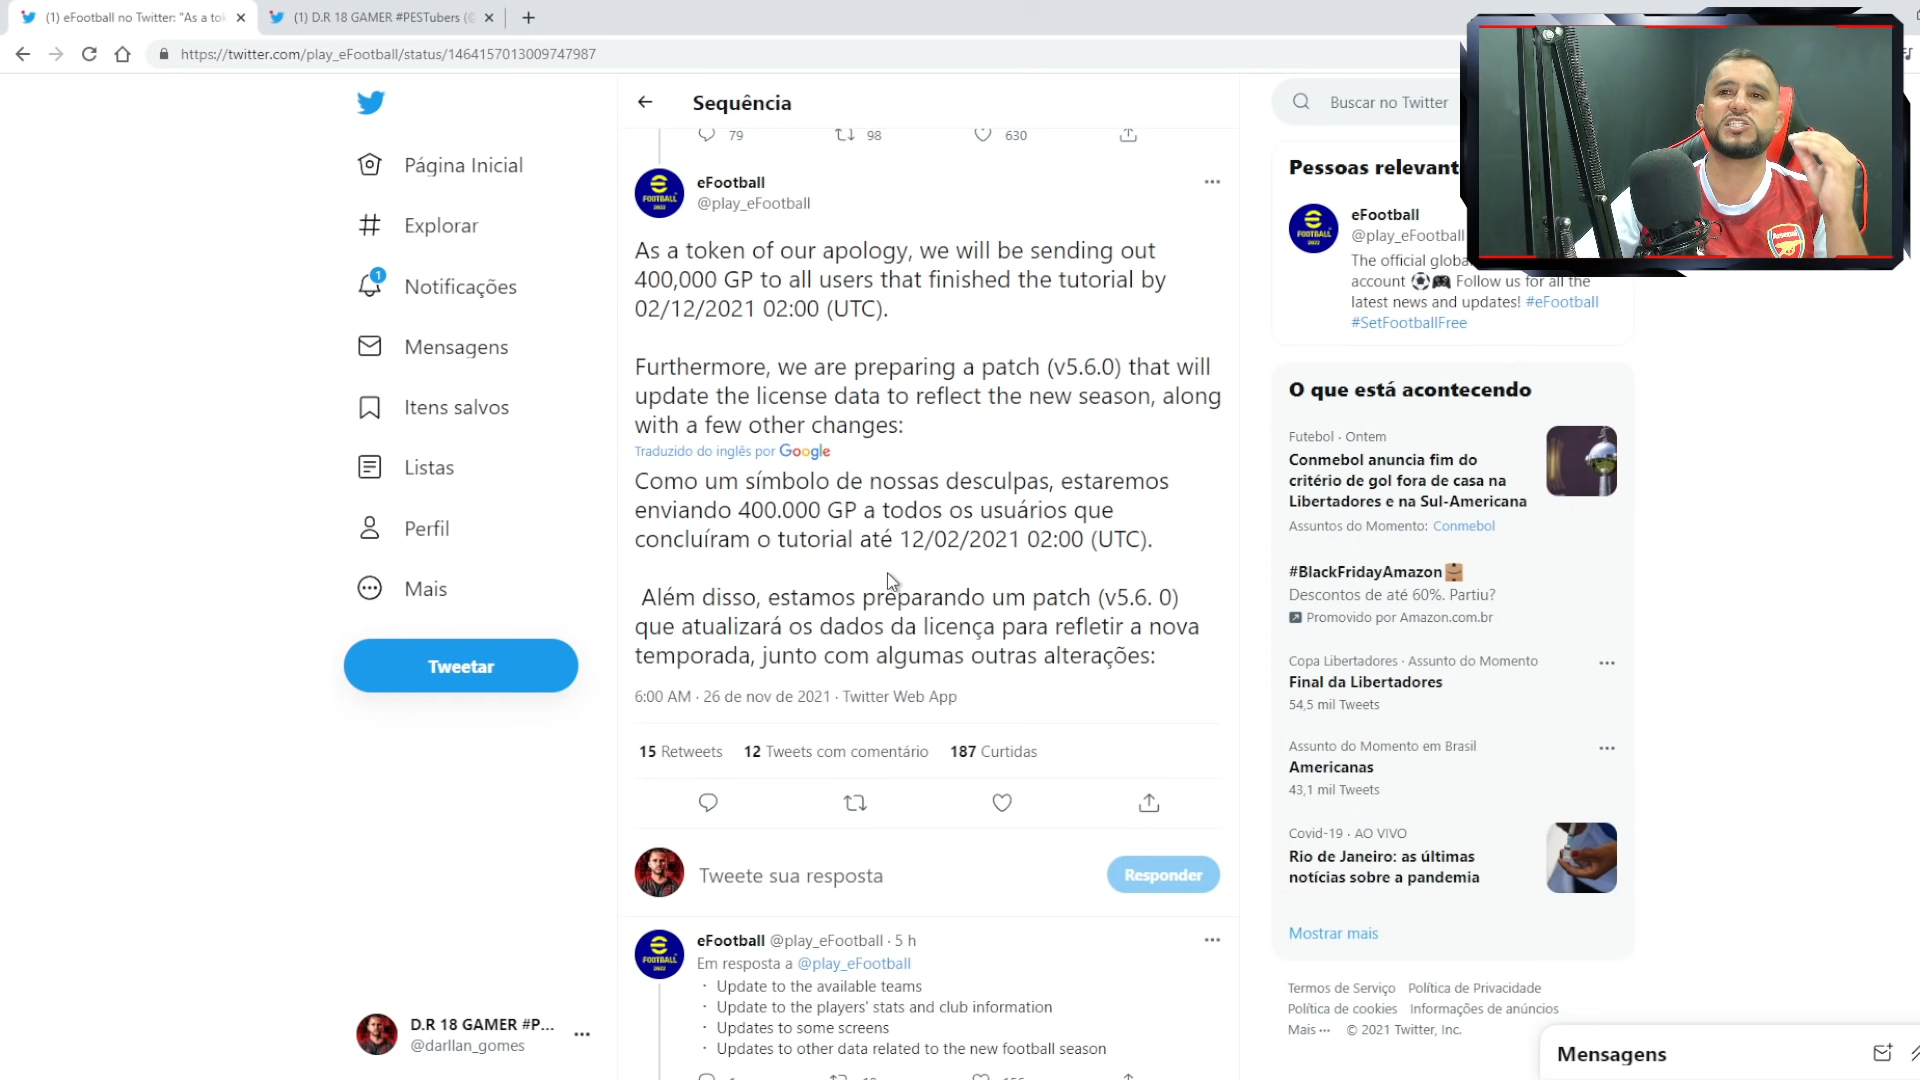 (1) eFootball no Twitter: "As a to
(1) D.R 18 GAMER #PESTubers (
https://twitter.com/play_eFootball/status/1464157013009747987
Página Inicial
Explorar
1
Notificações
Mensagens
Itens salvos
Listas
Perfil
Mais
Tweetar
D.R 18 GAMER #P...
@darllan_gomes
Sequência
79
98
630
eFootball
@play_eFootball
As a token of our apology, we will be sending out
400,000 GP to all users that finished the tutorial by
02/12/2021 02:00 (UTC).
Furthermore, we are preparing a patch (v5.6.0) that will
update the license data to reflect the new season, along
with a few other changes:
Traduzido do inglês por Google
Como um símbolo de nossas desculpas, estaremos
enviando 400.000 GP a todos os usuários que
concluíram o tutorial até 12/02/2021 02:00 (UTC).
Além disso, estamos preparando um patch (v5.6. 0)
que atualizará os dados da licença para refletir a nova
temporada, junto com algumas outras alterações:
6:00 AM · 26 de nov de 2021 · Twitter Web App
15 Retweets 12 Tweets com comentário 187 Curtidas
Tweete sua resposta
Responder
eFootball @play_eFootball · 5 h
Em resposta a @play_eFootball
· Update to the available teams
· Update to the players' stats and club information
· Updates to some screens
· Updates to other data related to the new football season
Buscar no Twitter
Pessoas relevant
eFootball
@play_eFootball
The official globa
account Follow us for all the
latest news and updates! #eFootball
#SetFootballFree
O que está acontecendo
Futebol · Ontem
Conmebol anuncia fim do
critério de gol fora de casa na
Libertadores e na Sul-Americana
Assuntos do Momento: Conmebol
#BlackFridayAmazon
Descontos de até 60%. Partiu?
Promovido por Amazon.com.br
Copa Libertadores · Assunto do Momento
Final da Libertadores
54,5 mil Tweets
Assunto do Momento em Brasil
Americanas
43,1 mil Tweets
Covid-19 · AO VIVO
Rio de Janeiro: as últimas
notícias sobre a pandemia
Mostrar mais
Termos de Serviço Política de Privacidade
Política de cookies Informações de anúncios
Mais ··· © 2021 Twitter, Inc.
Mensagens
Arsenal